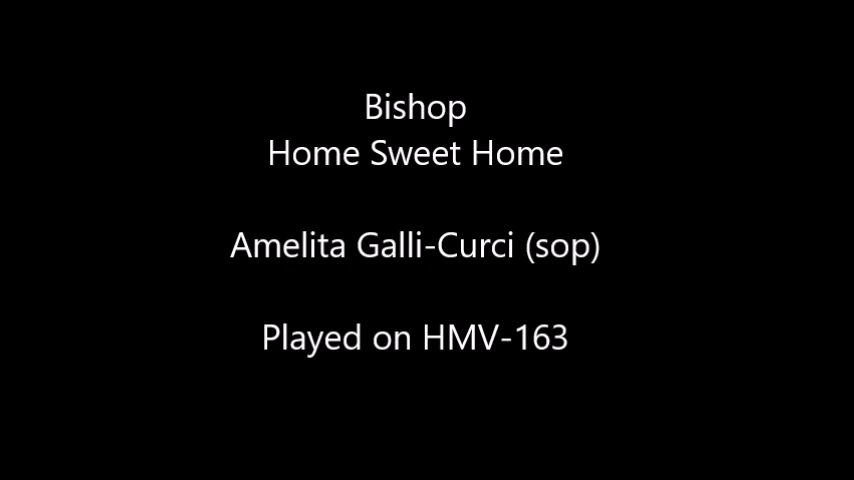 Bishop
Home Sweet Home
Amelita Galli-Curci (sop)
Played on HMV-163